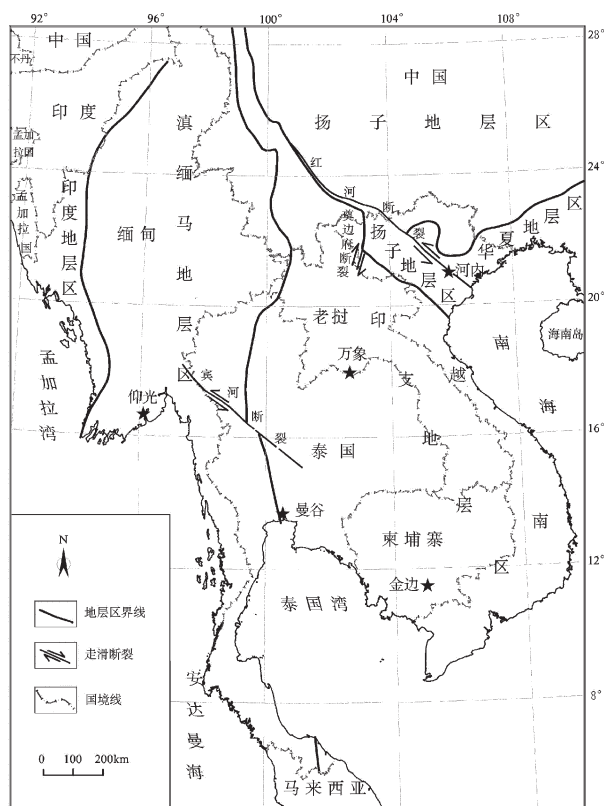 92° 96° 100° 104° 108°
28°
24°
20°
16°
12°
8°
中国
不丹
印度
孟加拉国
孟加拉国
印度地层区
缅甸
滇缅马地层区
中国
扬子地层区
红河断裂
奠边府断裂
扬子地层区
华夏地层区
河内
老挝
印支地层区
万象
越南
南海
海南岛
孟加拉湾
仰光
宾河断裂
泰国
曼谷
柬埔寨
金边
泰国湾
安达曼海
马来西亚
N
地层区界线
走滑断裂
国境线
0 100 200km